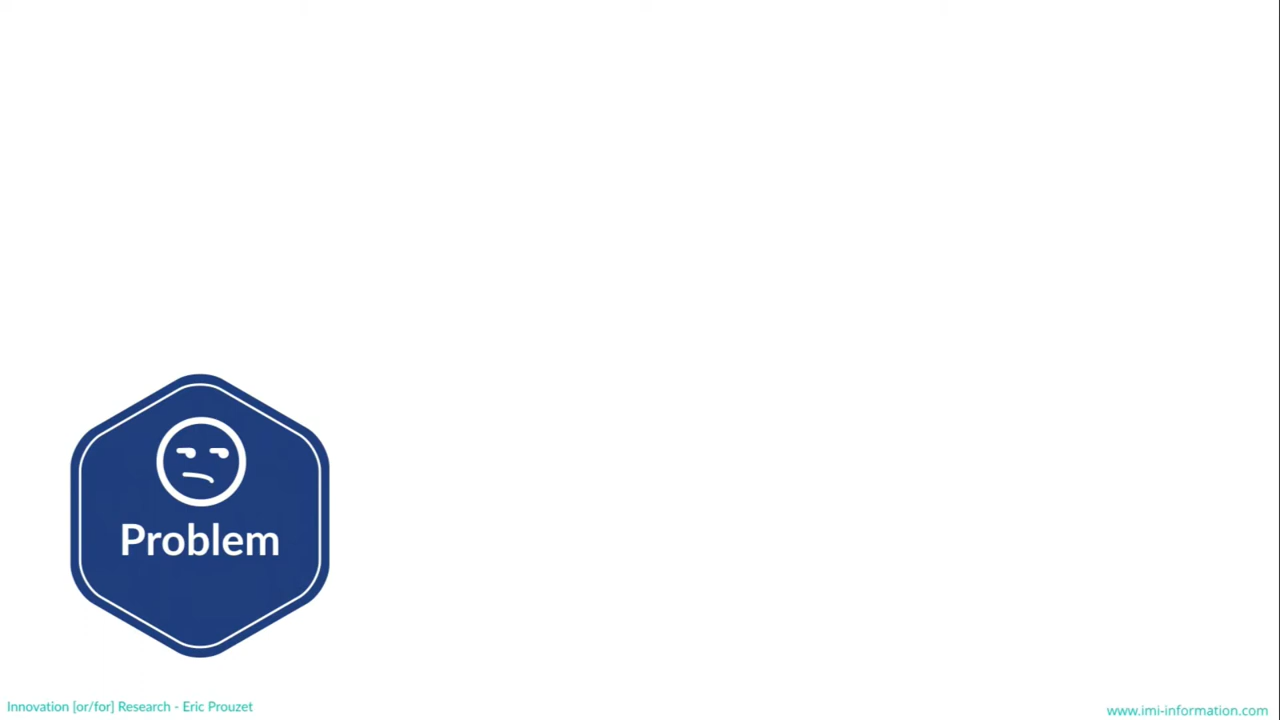 Problem
Innovation [or/for] Research - Eric Prouzet
www.imi-information.com